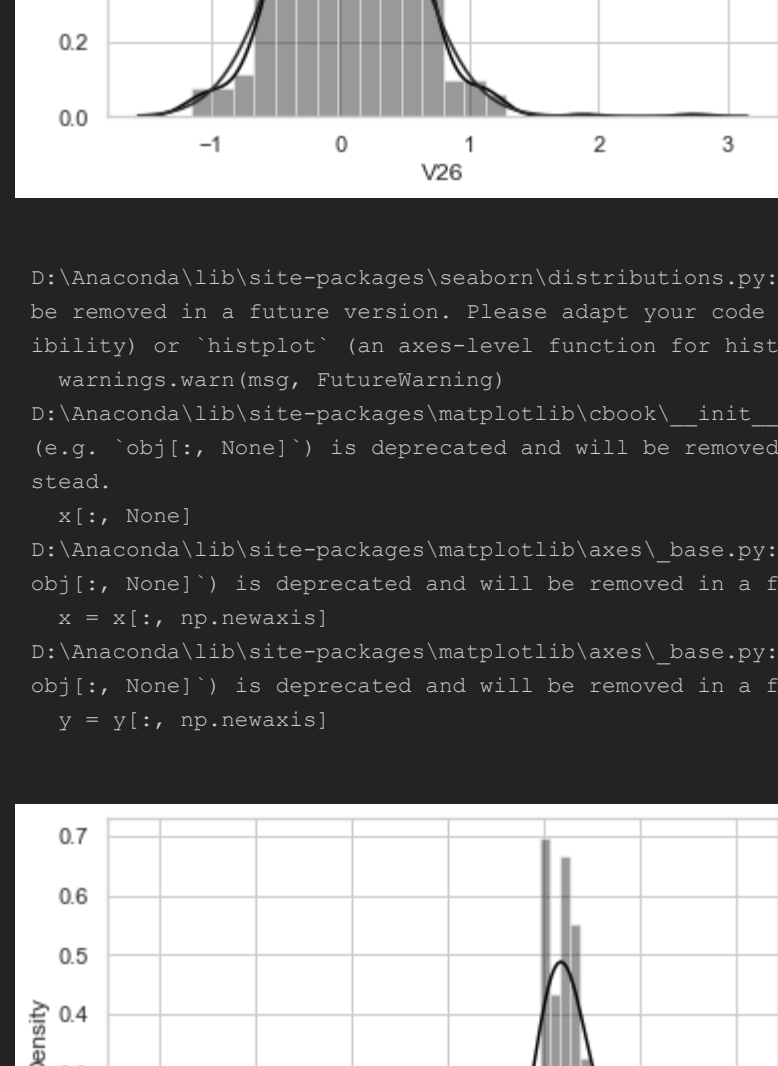 0.2
0.0
−1 0 1 2 3
V26
D:\Anaconda\lib\site-packages\seaborn\distributions.py:
be removed in a future version. Please adapt your code
ibility) or `histplot` (an axes-level function for hist
warnings.warn(msg, FutureWarning)
D:\Anaconda\lib\site-packages\matplotlib\cbook\__init__
(e.g. `obj[:, None]`) is deprecated and will be removed
stead.
x[:, None]
D:\Anaconda\lib\site-packages\matplotlib\axes\_base.py:
obj[:, None]`) is deprecated and will be removed in a f
x = x[:, np.newaxis]
D:\Anaconda\lib\site-packages\matplotlib\axes\_base.py:
obj[:, None]`) is deprecated and will be removed in a f
y = y[:, np.newaxis]
0.7
0.6
0.5
0.4
Density